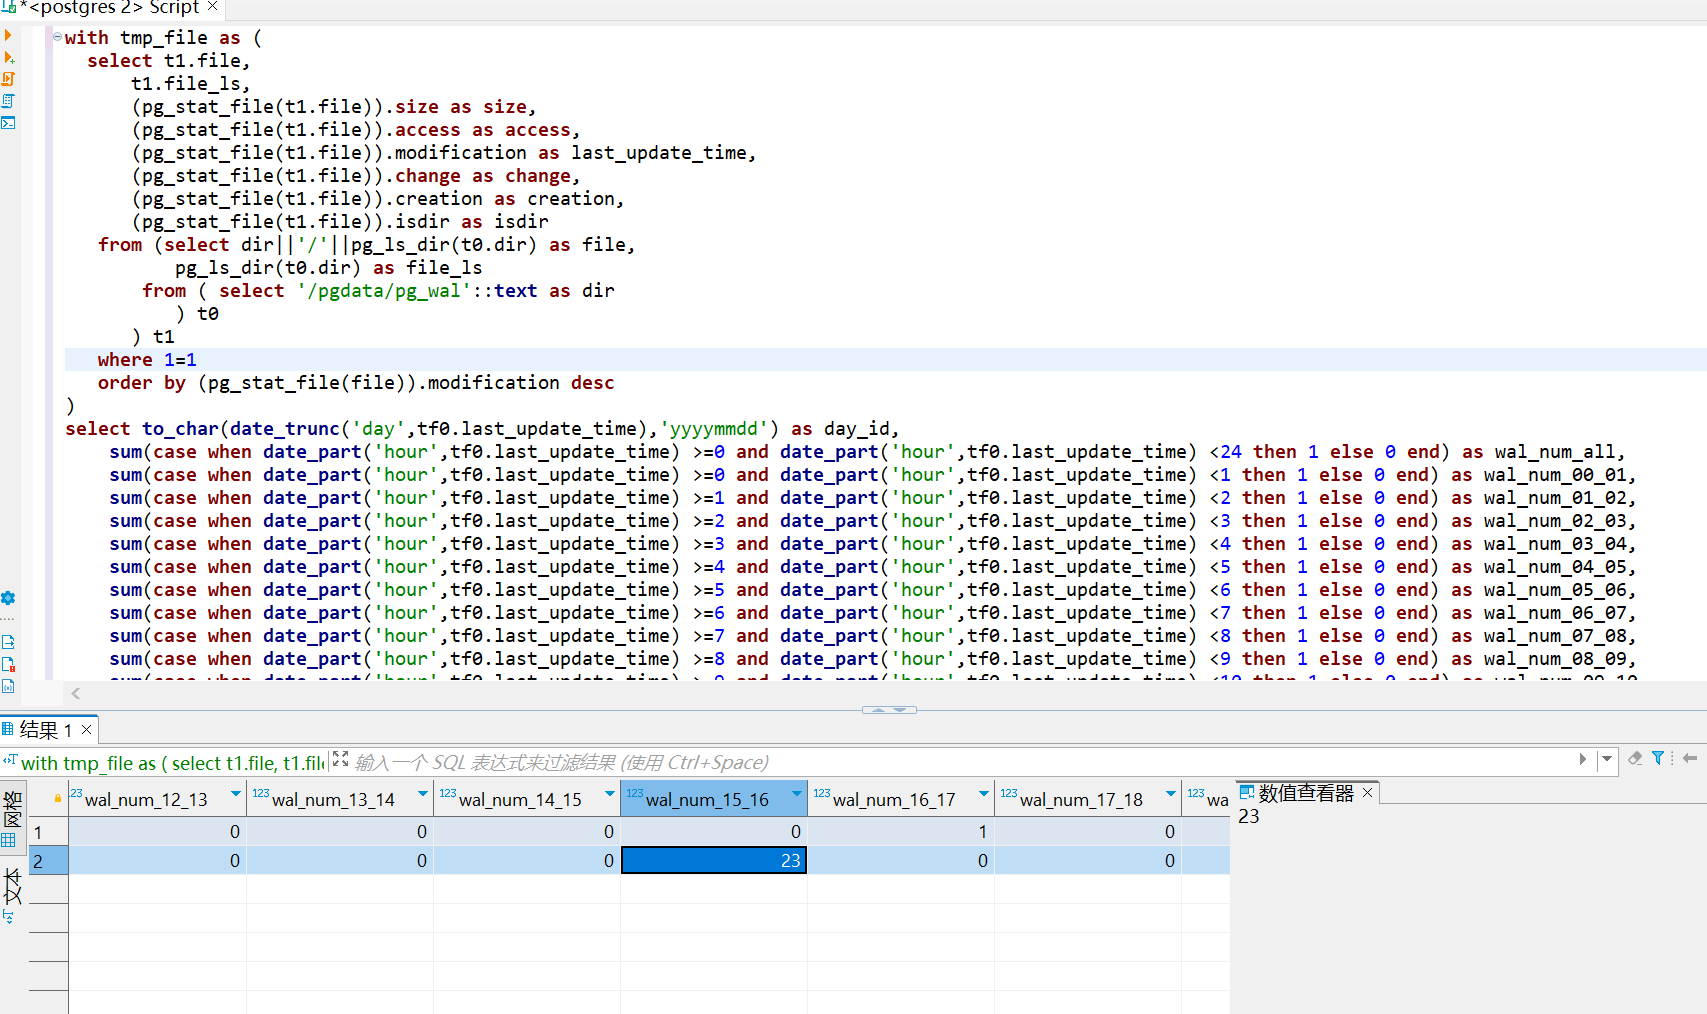 *<postgres 2> Script ×
with tmp_file as (
select t1.file,
t1.file_ls,
(pg_stat_file(t1.file)).size as size,
(pg_stat_file(t1.file)).access as access,
(pg_stat_file(t1.file)).modification as last_update_time,
(pg_stat_file(t1.file)).change as change,
(pg_stat_file(t1.file)).creation as creation,
(pg_stat_file(t1.file)).isdir as isdir
from (select dir||'/'||pg_ls_dir(t0.dir) as file,
pg_ls_dir(t0.dir) as file_ls
from ( select '/pgdata/pg_wal'::text as dir
) t0
) t1
where 1=1
order by (pg_stat_file(file)).modification desc
)
select to_char(date_trunc('day',tf0.last_update_time),'yyyymmdd') as day_id,
sum(case when date_part('hour',tf0.last_update_time) >=0 and date_part('hour',tf0.last_update_time) <24 then 1 else 0 end) as wal_num_all,
sum(case when date_part('hour',tf0.last_update_time) >=0 and date_part('hour',tf0.last_update_time) <1 then 1 else 0 end) as wal_num_00_01,
sum(case when date_part('hour',tf0.last_update_time) >=1 and date_part('hour',tf0.last_update_time) <2 then 1 else 0 end) as wal_num_01_02,
sum(case when date_part('hour',tf0.last_update_time) >=2 and date_part('hour',tf0.last_update_time) <3 then 1 else 0 end) as wal_num_02_03,
sum(case when date_part('hour',tf0.last_update_time) >=3 and date_part('hour',tf0.last_update_time) <4 then 1 else 0 end) as wal_num_03_04,
sum(case when date_part('hour',tf0.last_update_time) >=4 and date_part('hour',tf0.last_update_time) <5 then 1 else 0 end) as wal_num_04_05,
sum(case when date_part('hour',tf0.last_update_time) >=5 and date_part('hour',tf0.last_update_time) <6 then 1 else 0 end) as wal_num_05_06,
sum(case when date_part('hour',tf0.last_update_time) >=6 and date_part('hour',tf0.last_update_time) <7 then 1 else 0 end) as wal_num_06_07,
sum(case when date_part('hour',tf0.last_update_time) >=7 and date_part('hour',tf0.last_update_time) <8 then 1 else 0 end) as wal_num_07_08,
sum(case when date_part('hour',tf0.last_update_time) >=8 and date_part('hour',tf0.last_update_time) <9 then 1 else 0 end) as wal_num_08_09,
结果 1 ×
with tmp_file as ( select t1.file, t1.fil 输入一个 SQL 表达式来过滤结果 (使用 Ctrl+Space)
网格
文本
123 wal_num_12_13 123 wal_num_13_14 123 wal_num_14_15 123 wal_num_15_16 123 wal_num_16_17 123 wal_num_17_18 123 wa
1 0 0 0 0 1 0
2 0 0 0 23 0 0
数值查看器 ×
23